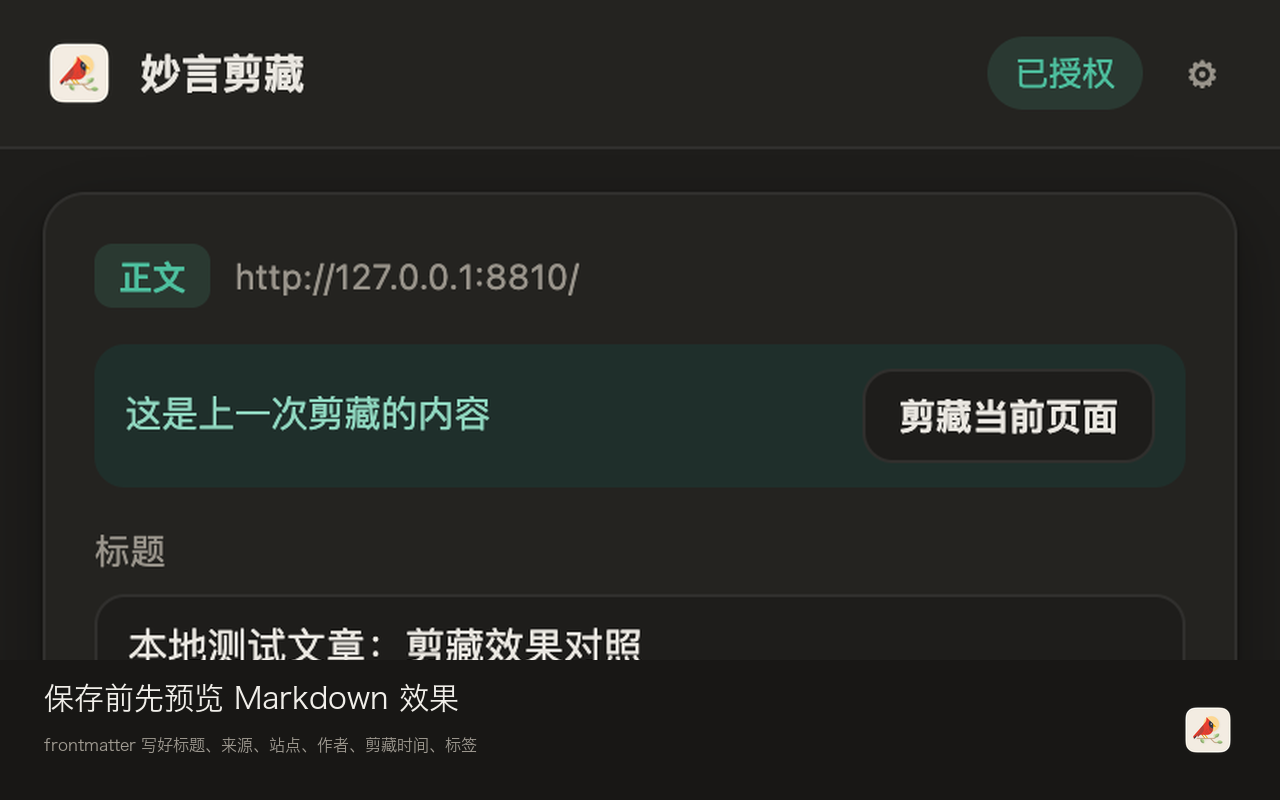 妙言剪藏
已授权
正文
http://127.0.0.1:8810/
这是上一次剪藏的内容
剪藏当前页面
标题
本地测试文章：剪藏效果对照
保存前先预览 Markdown 效果
frontmatter 写好标题、来源、站点、作者、剪藏时间、标签